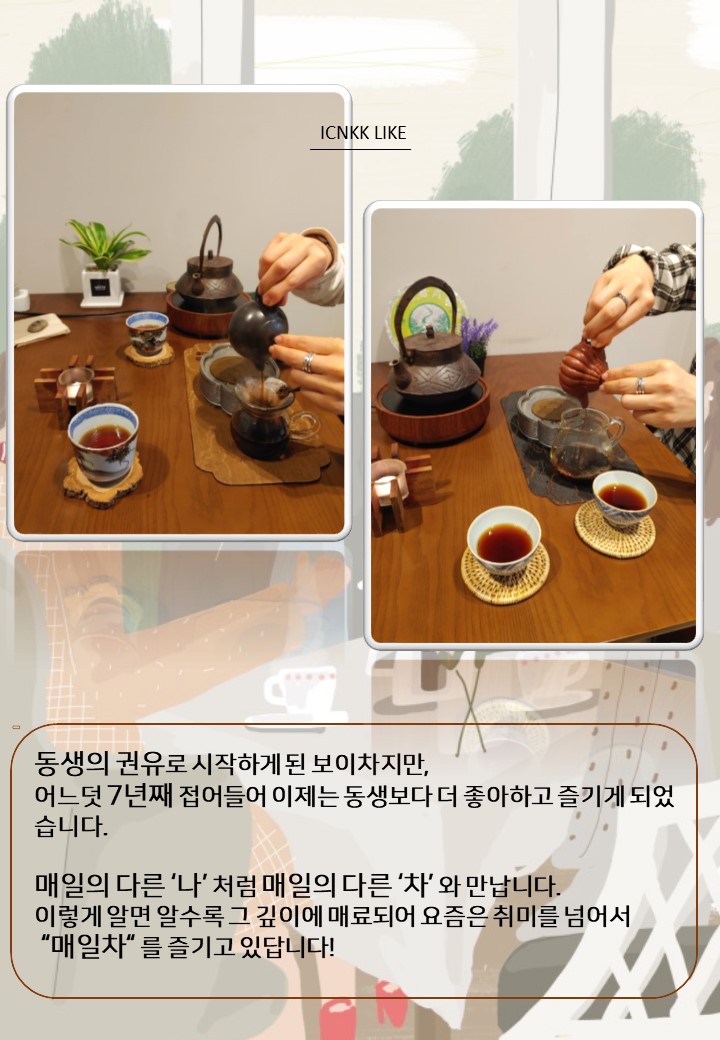 ICNKK LIKE
동생의 권유로 시작하게 된 보이차지만,
어느덧 7년째 접어들어 이제는 동생보다 더 좋아하고 즐기게 되었
습니다.
매일의 다른 ‘나’ 처럼 매일의 다른 ‘차’ 와 만납니다.
이렇게 알면 알수록 그 깊이에 매료되어 요즘은 취미를 넘어서
“매일차“ 를 즐기고 있답니다!